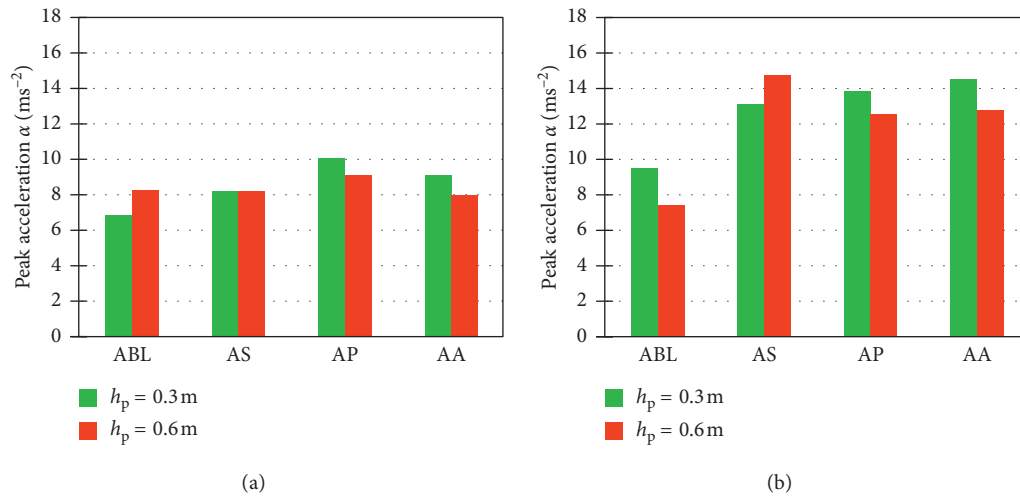 Peak acceleration α (ms⁻²)
18
16
14
12
10
8
6
4
2
0
ABL AS AP AA
hp = 0.3 m
hp = 0.6 m
(a)
Peak acceleration α (ms⁻²)
18
16
14
12
10
8
6
4
2
0
ABL AS AP AA
hp = 0.3 m
hp = 0.6 m
(b)